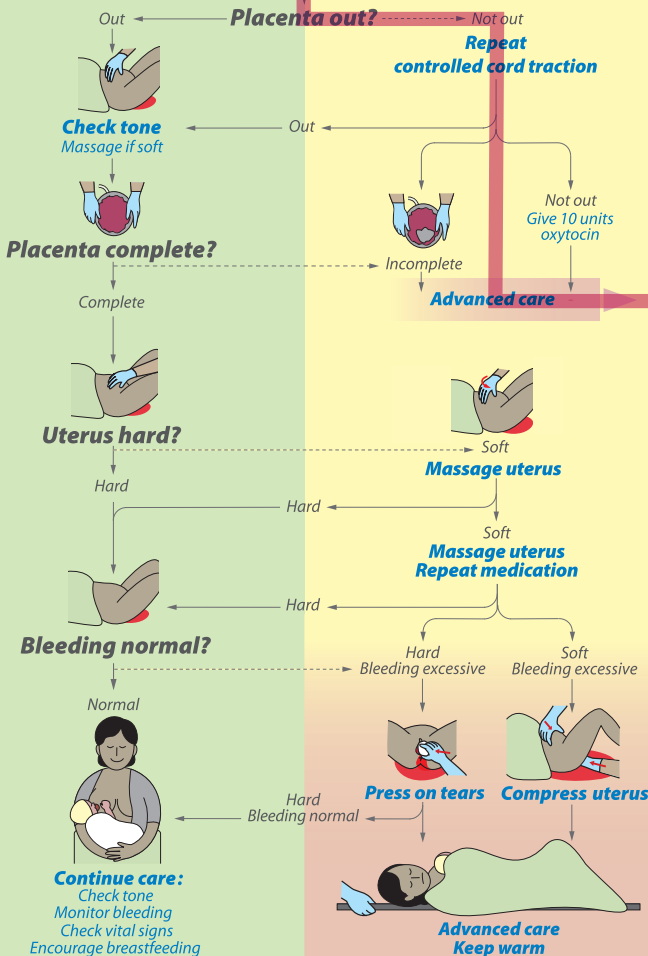 Out
Placenta out?
Not out
Repeat
controlled cord traction
Check tone
Massage if soft
Out
Not out
Give 10 units
oxytocin
Placenta complete?
Incomplete
Complete
Advanced care
Uterus hard?
Soft
Massage uterus
Hard
Hard
Soft
Massage uterus
Repeat medication
Hard
Bleeding normal?
Hard
Bleeding excessive
Soft
Bleeding excessive
Normal
Press on tears
Compress uterus
Hard
Bleeding normal
Continue care:
Check tone
Monitor bleeding
Check vital signs
Encourage breastfeeding
Advanced care
Keep warm